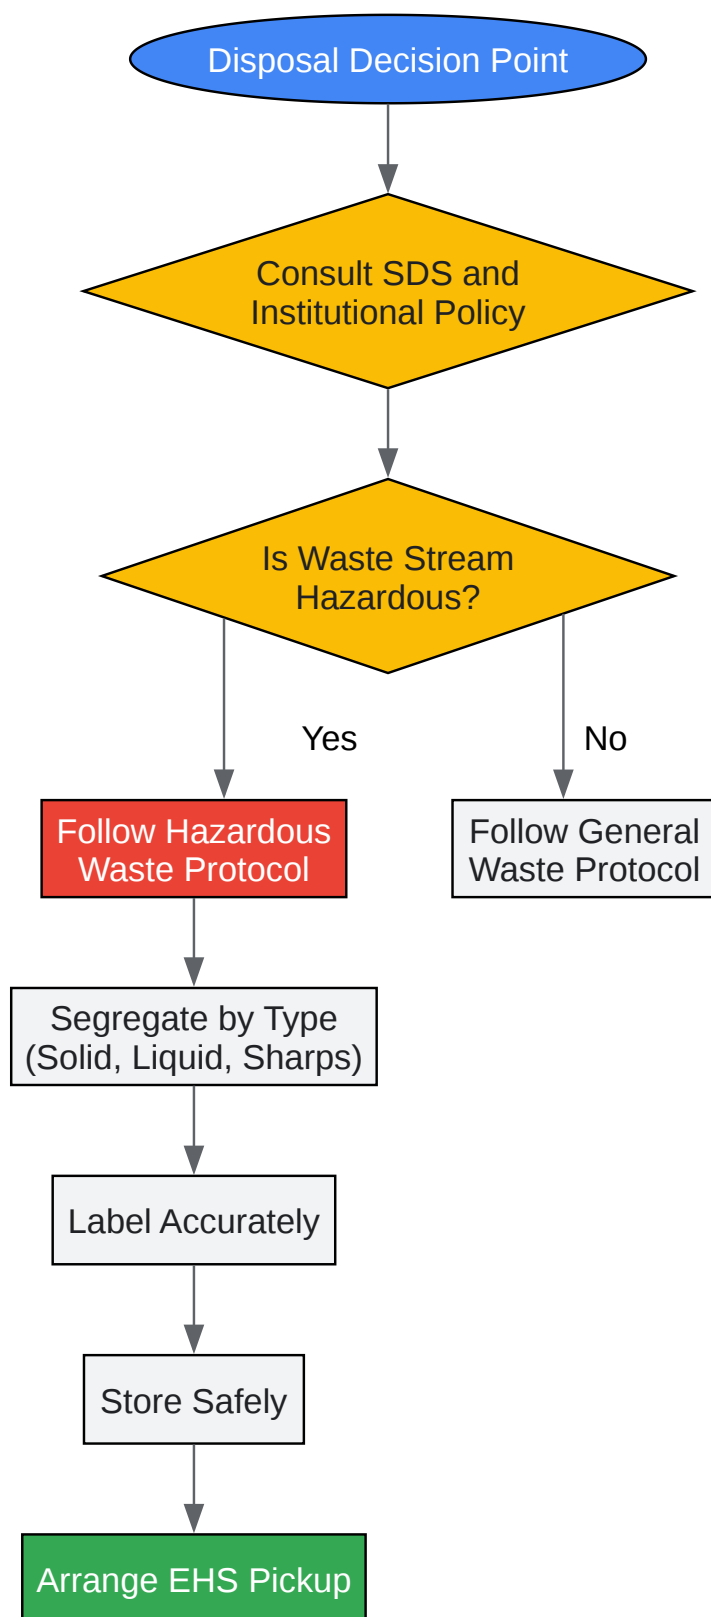 Disposal Decision Point
Consult SDS and
Institutional Policy
Is Waste Stream
Hazardous?
Yes
No
Follow Hazardous
Waste Protocol
Follow General
Waste Protocol
Segregate by Type
(Solid, Liquid, Sharps)
Label Accurately
Store Safely
Arrange EHS Pickup